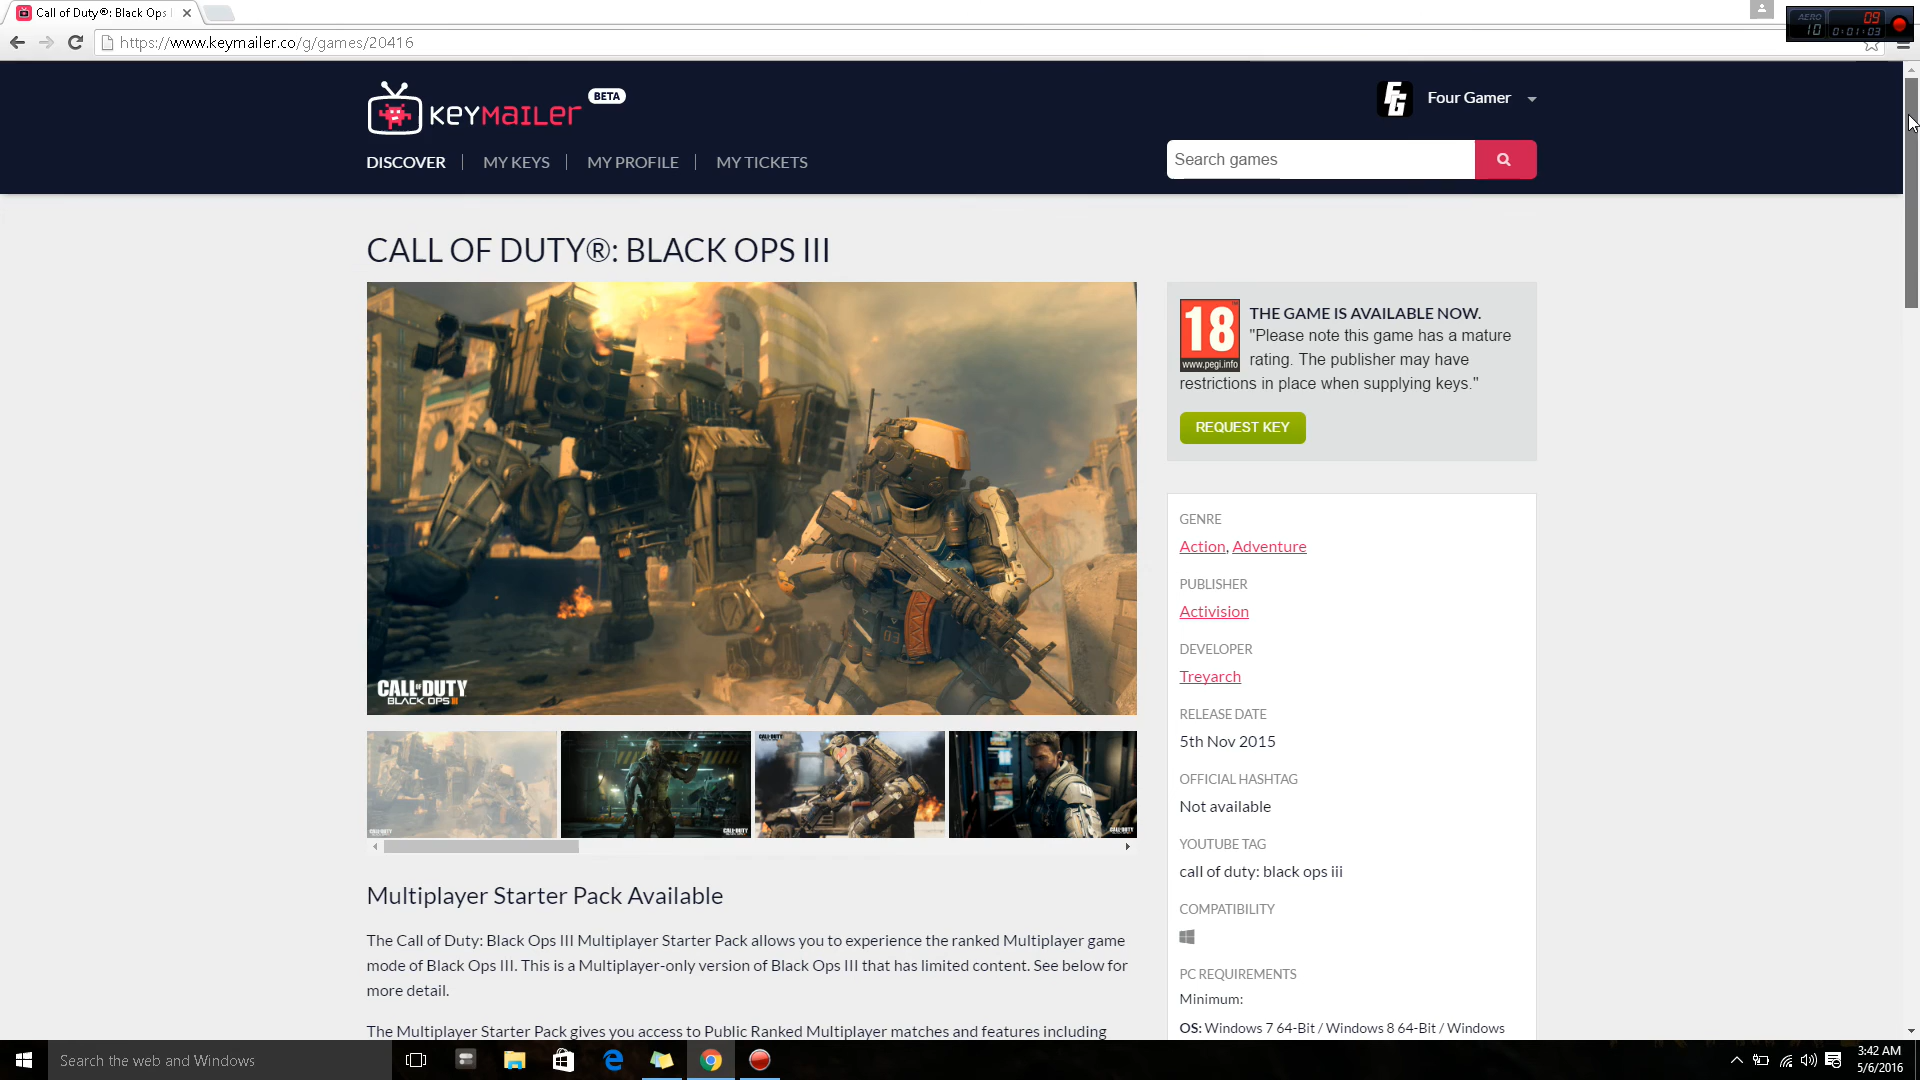 Call of Duty®: Black Ops
https://www.keymailer.co/g/games/20416
AERO
10
09
0:01:03
KEYMAILER
BETA
Four Gamer
DISCOVER
MY KEYS
MY PROFILE
MY TICKETS
Search games
CALL OF DUTY®: BLACK OPS III
CALL OF DUTY
BLACK OPS III
03
18
www.pegi.info
THE GAME IS AVAILABLE NOW.
"Please note this game has a mature
rating. The publisher may have
restrictions in place when supplying keys."
REQUEST KEY
GENRE
Action, Adventure
PUBLISHER
Activision
DEVELOPER
Treyarch
RELEASE DATE
5th Nov 2015
OFFICIAL HASHTAG
Not available
YOUTUBE TAG
call of duty: black ops iii
COMPATIBILITY
PC REQUIREMENTS
Minimum:
OS: Windows 7 64-Bit / Windows 8 64-Bit / Windows
Multiplayer Starter Pack Available
The Call of Duty: Black Ops III Multiplayer Starter Pack allows you to experience the ranked Multiplayer game
mode of Black Ops III. This is a Multiplayer-only version of Black Ops III that has limited content. See below for
more detail.
The Multiplayer Starter Pack gives you access to Public Ranked Multiplayer matches and features including
Search the web and Windows
3:42 AM
5/6/2016